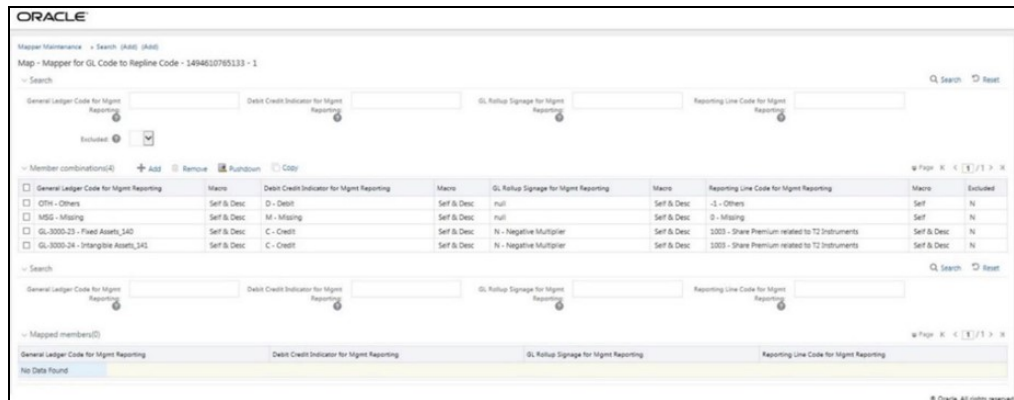 ORACLE
Mapper Maintenance › Search (Add) (Add)
Map - Mapper for GL Code to Repline Code - 1494610765133 - 1
Search
Search Reset
General Ledger Code for Mgmt Reporting: Debit Credit Indicator for Mgmt Reporting: GL Rollup Signage for Mgmt Reporting: Reporting Line Code for Mgmt Reporting:
Excluded:
Member combinations(4) Add Remove Pushdown Copy Page 1 / 1
General Ledger Code for Mgmt Reporting Macro Debit Credit Indicator for Mgmt Reporting Macro GL Rollup Signage for Mgmt Reporting Macro Reporting Line Code for Mgmt Reporting Macro Excluded
OTH - Others Self & Desc D - Debit Self & Desc null Self & Desc -1 - Others Self N
MSG - Missing Self & Desc M - Missing Self & Desc null Self & Desc 0 - Missing Self N
GL-3000-23 - Fixed Assets_140 Self & Desc C - Credit Self & Desc N - Negative Multiplier Self & Desc 1003 - Share Premium related to T2 Instruments Self & Desc N
GL-3000-24 - Intangible Assets_141 Self & Desc C - Credit Self & Desc N - Negative Multiplier Self & Desc 1003 - Share Premium related to T2 Instruments Self & Desc N
Search
Search Reset
General Ledger Code for Mgmt Reporting: Debit Credit Indicator for Mgmt Reporting: GL Rollup Signage for Mgmt Reporting: Reporting Line Code for Mgmt Reporting:
Mapped members(0) Page 1 / 1
General Ledger Code for Mgmt Reporting Debit Credit Indicator for Mgmt Reporting GL Rollup Signage for Mgmt Reporting Reporting Line Code for Mgmt Reporting
No Data Found
© Oracle. All rights reserved